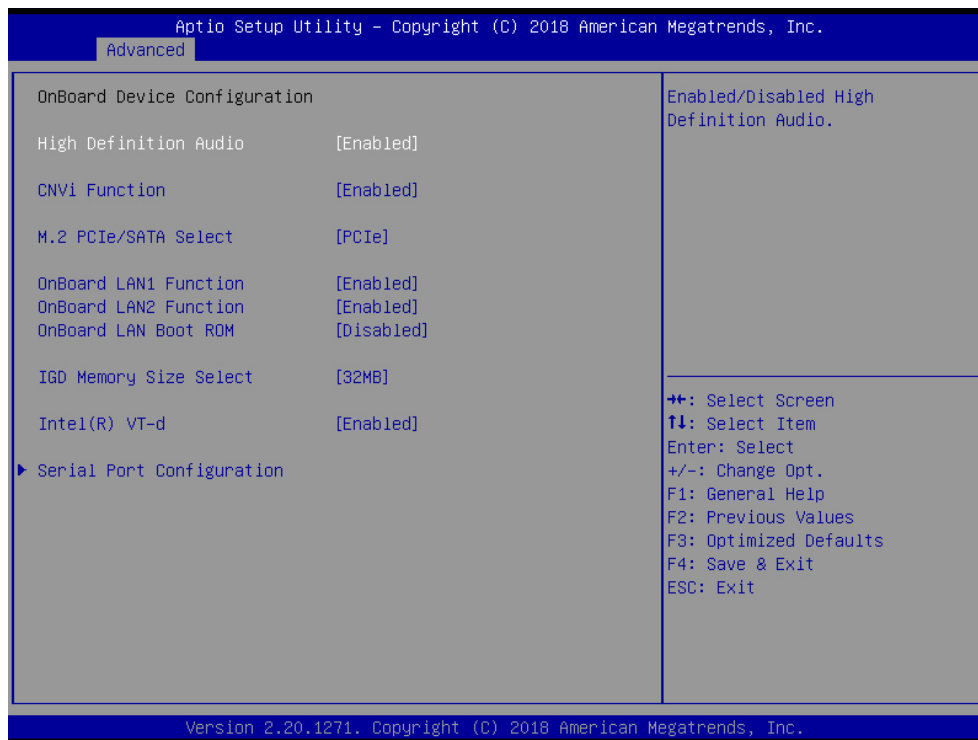 Aptio Setup Utility – Copyright (C) 2018 American Megatrends, Inc.
Advanced
OnBoard Device Configuration
High Definition Audio [Enabled]
CNVi Function [Enabled]
M.2 PCIe/SATA Select [PCIe]
OnBoard LAN1 Function [Enabled]
OnBoard LAN2 Function [Enabled]
OnBoard LAN Boot ROM [Disabled]
IGD Memory Size Select [32MB]
Intel(R) VT-d [Enabled]
▶ Serial Port Configuration
Enabled/Disabled High
Definition Audio.
→←: Select Screen
↑↓: Select Item
Enter: Select
+/-: Change Opt.
F1: General Help
F2: Previous Values
F3: Optimized Defaults
F4: Save & Exit
ESC: Exit
Version 2.20.1271. Copyright (C) 2018 American Megatrends, Inc.